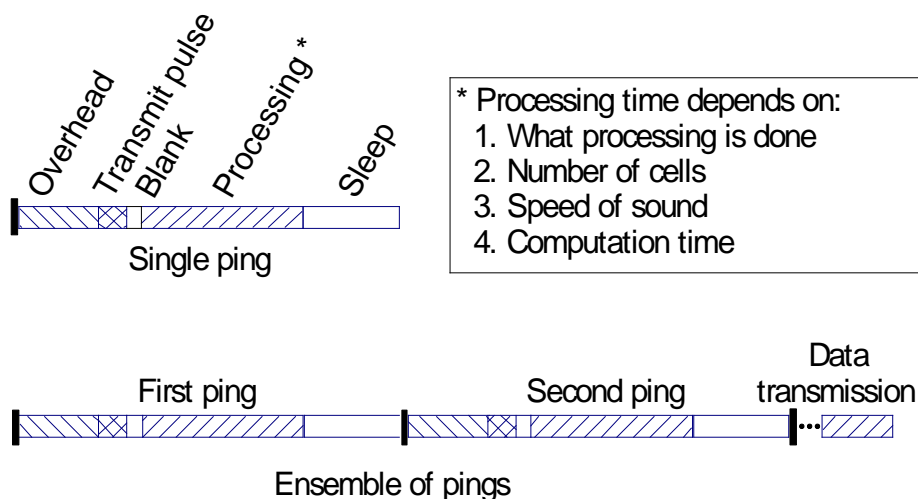 Overhead
Transmit pulse
Blank
Processing *
Sleep
Single ping
* Processing time depends on:
1. What processing is done
2. Number of cells
3. Speed of sound
4. Computation time
First ping
Second ping
Data
transmission
Ensemble of pings